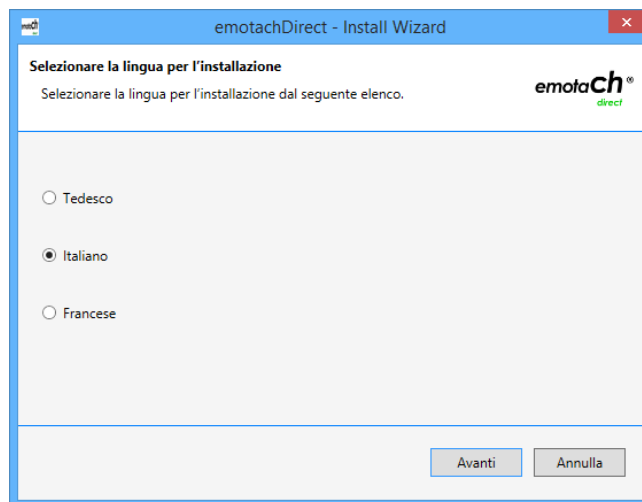 emotachDirect - Install Wizard
Selezionare la lingua per l'installazione
Selezionare la lingua per l'installazione dal seguente elenco.
emotaCh®
direct
Tedesco
Italiano
Francese
Avanti
Annulla